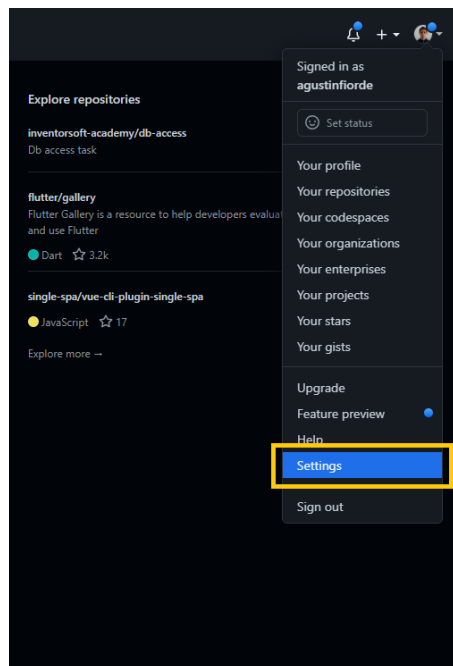 Signed in as
agustinfiorde
Set status
Your profile
Your repositories
Your codespaces
Your organizations
Your enterprises
Your projects
Your stars
Your gists
Upgrade
Feature preview
Help
Settings
Sign out
Explore repositories
inventorsoft-academy/db-access
Db access task
flutter/gallery
Flutter Gallery is a resource to help developers evalua
and use Flutter
Dart 3.2k
single-spa/vue-cli-plugin-single-spa
JavaScript 17
Explore more →